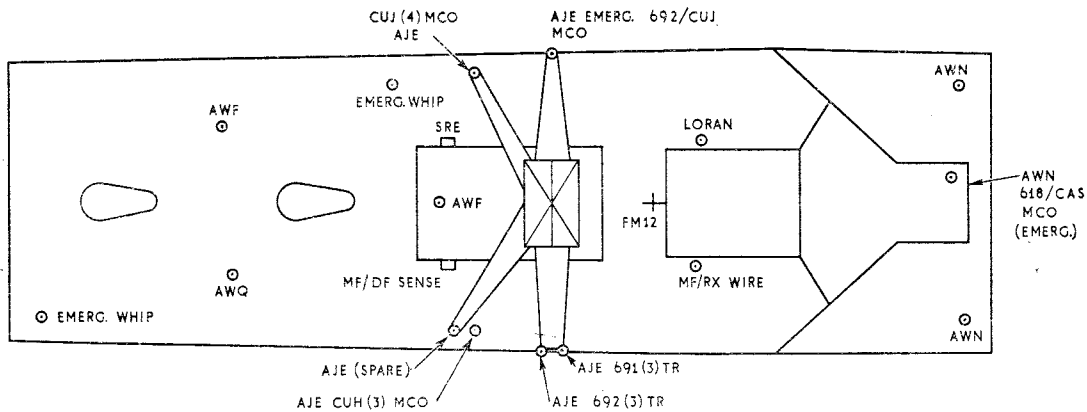 CUJ (4) MCO
AJE
AJE EMERG. 692/CUJ
MCO
EMERG. WHIP
AWN
AWF
SRE
LORAN
AWF
FM12
AWN
618/CAS
MCO
(EMERG.)
AWQ
MF/DF SENSE
MF/RX WIRE
EMERG. WHIP
AWN
AJE (SPARE)
AJE 691(3) TR
AJE CUH (3) MCO
AJE 692(3) TR